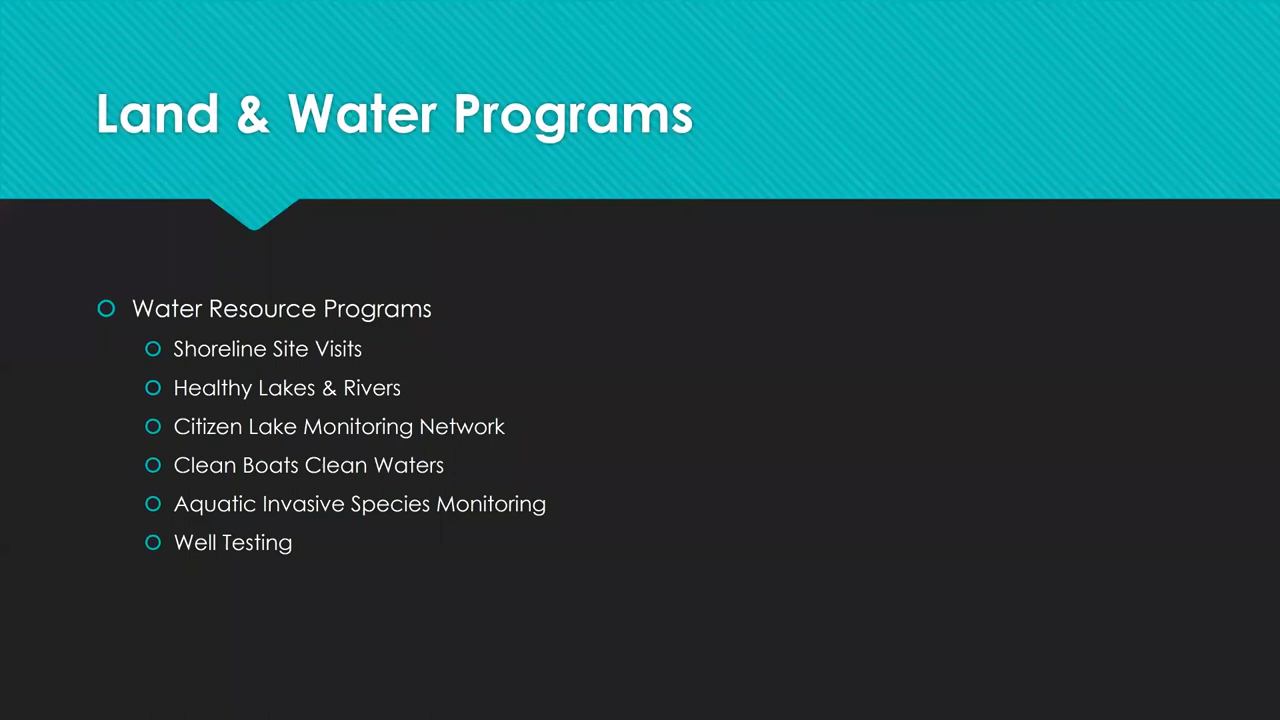 Land & Water Programs
Water Resource Programs
Shoreline Site Visits
Healthy Lakes & Rivers
Citizen Lake Monitoring Network
Clean Boats Clean Waters
Aquatic Invasive Species Monitoring
Well Testing